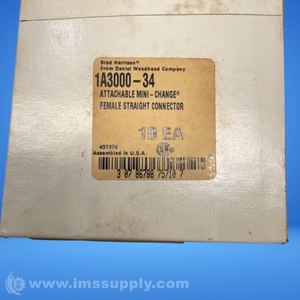 Brad Harrison®
From Daniel Woodhead Company
1A3000-34
ATTACHABLE MINI-CHANGE®
FEMALE STRAIGHT CONNECTOR
10 EA
Assembled in U.S.A.
3 07 86788 75710 7
© www.imssupply.com